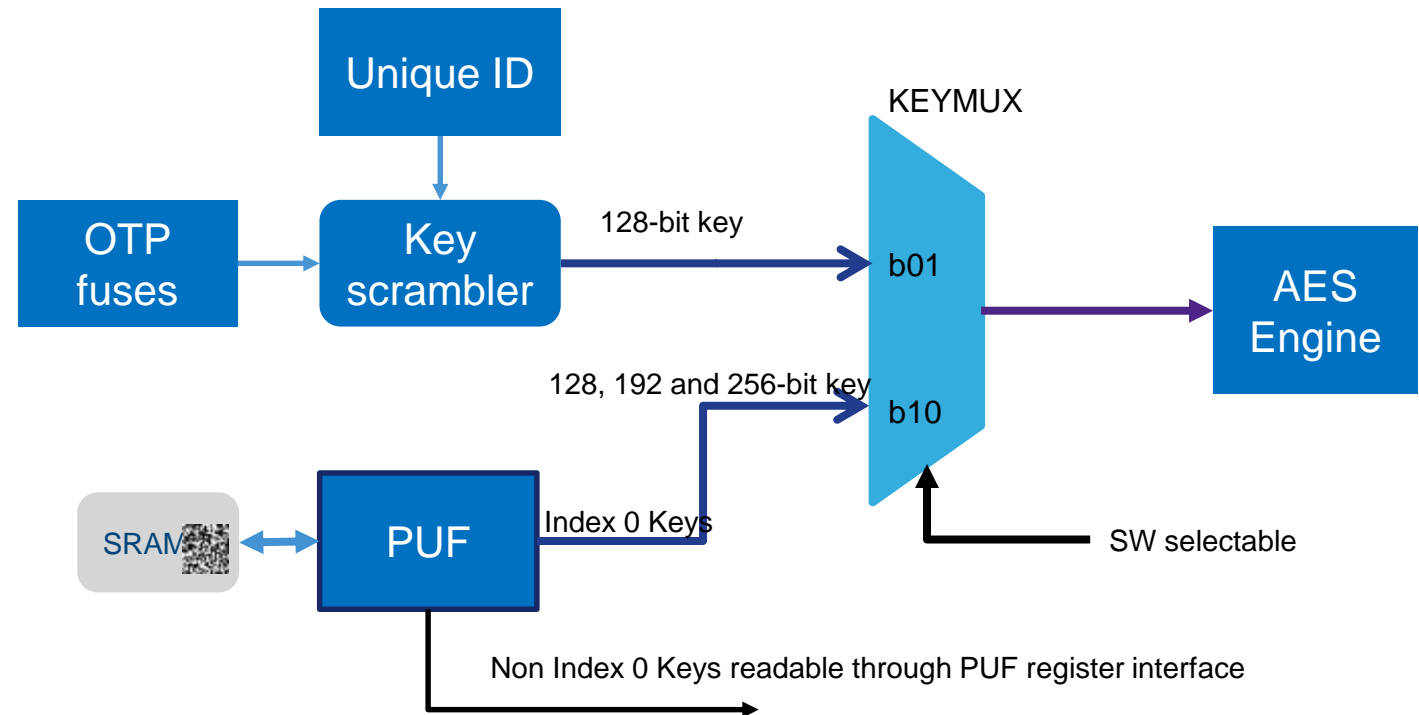 Unique ID
KEYMUX
OTP
fuses
Key
scrambler
128-bit key
b01
AES
Engine
128, 192 and 256-bit key
b10
SRAM
PUF
Index 0 Keys
SW selectable
Non Index 0 Keys readable through PUF register interface